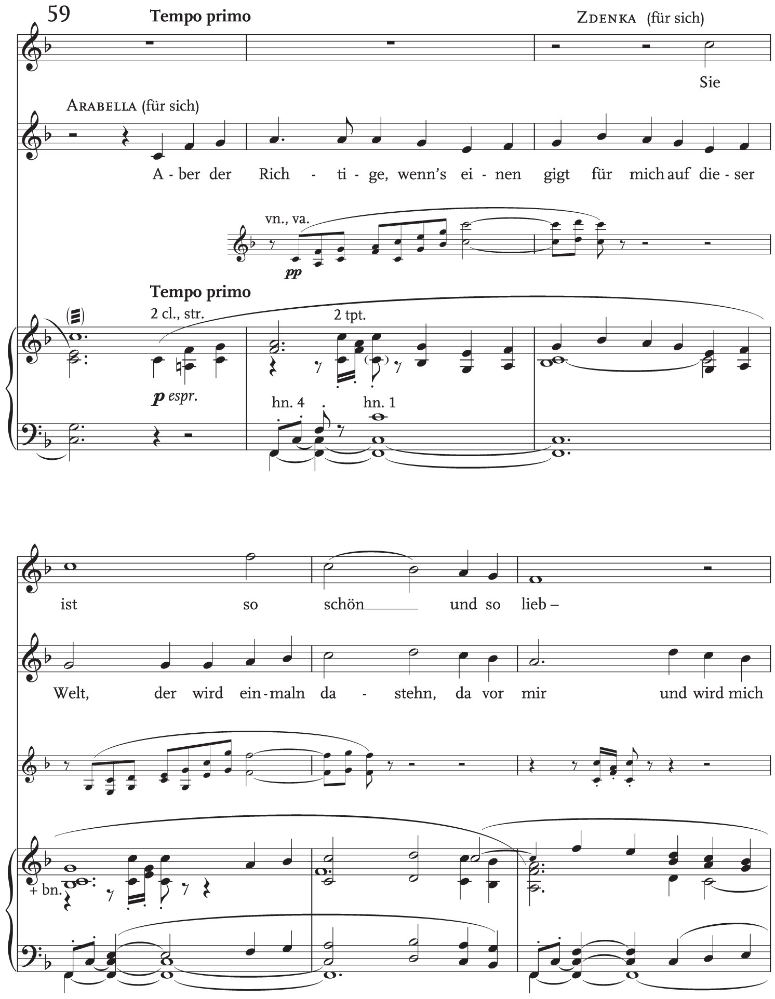 59 Tempo primo ZDENKA (für sich)
Sie
ARABELLA (für sich)
A - ber der Rich - ti - ge, wenn's ei - nen gigt für mich auf die - ser
vn., va.
pp
Tempo primo
2 cl., str. 2 tpt.
p espr.
hn. 4 hn. 1
ist so schön und so lieb –
Welt, der wird ein - maln da - stehn, da vor mir und wird mich
+ bn.